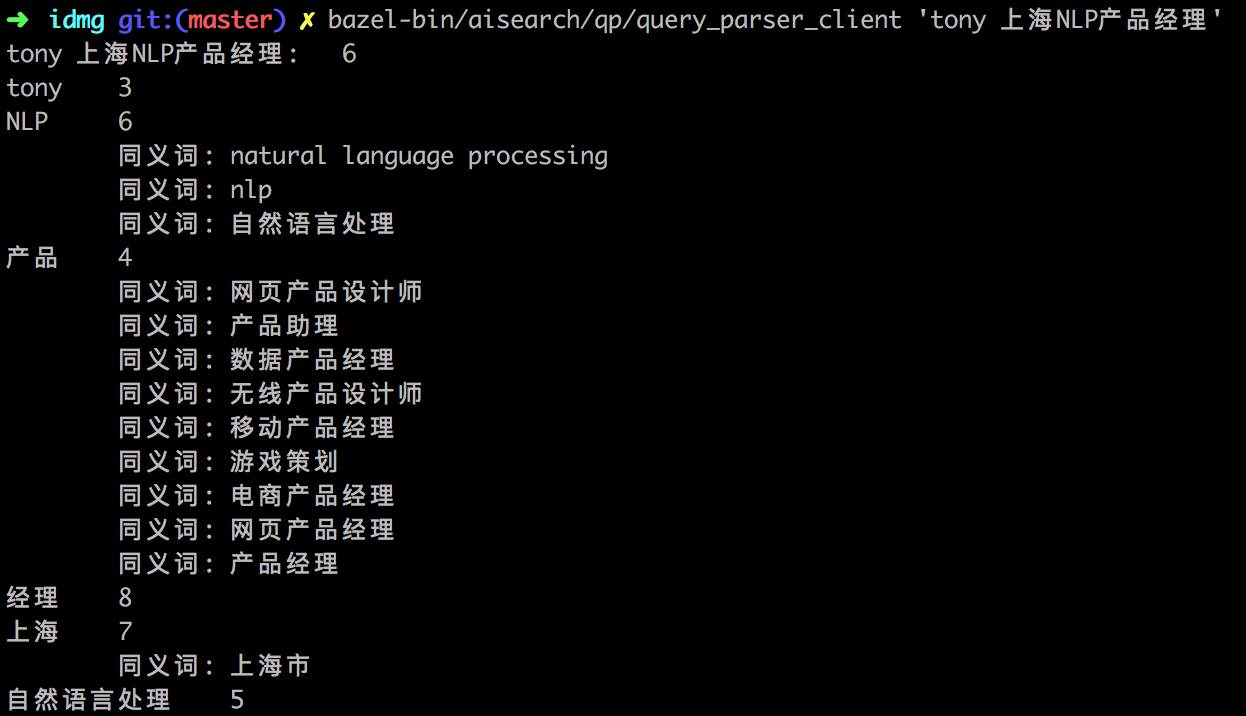 ➜ idmg git:(master) ✗ bazel-bin/aisearch/qp/query_parser_client 'tony 上海NLP产品经理'
tony 上海NLP产品经理: 6
tony 3
NLP 6
同义词: natural language processing
同义词: nlp
同义词: 自然语言处理
产品 4
同义词: 网页产品设计师
同义词: 产品助理
同义词: 数据产品经理
同义词: 无线产品设计师
同义词: 移动产品经理
同义词: 游戏策划
同义词: 电商产品经理
同义词: 网页产品经理
同义词: 产品经理
经理 8
上海 7
同义词: 上海市
自然语言处理 5